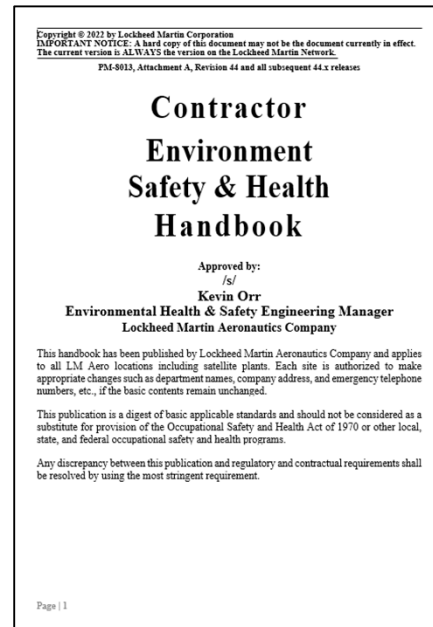 Copyright © 2022 by Lockheed Martin Corporation
IMPORTANT NOTICE: A hard copy of this document may not be the document currently in effect.
The current version is ALWAYS the version on the Lockheed Martin Network.
PM-8013, Attachment A, Revision 44 and all subsequent 44.x releases
Contractor
Environment
Safety & Health
Handbook
Approved by:
/s/
Kevin Orr
Environmental Health & Safety Engineering Manager
Lockheed Martin Aeronautics Company
This handbook has been published by Lockheed Martin Aeronautics Company and applies
to all LM Aero locations including satellite plants. Each site is authorized to make
appropriate changes such as department names, company address, and emergency telephone
numbers, etc., if the basic contents remain unchanged.
This publication is a digest of basic applicable standards and should not be considered as a
substitute for provision of the Occupational Safety and Health Act of 1970 or other local,
state, and federal occupational safety and health programs.
Any discrepancy between this publication and regulatory and contractual requirements shall
be resolved by using the most stringent requirement.
Page | 1